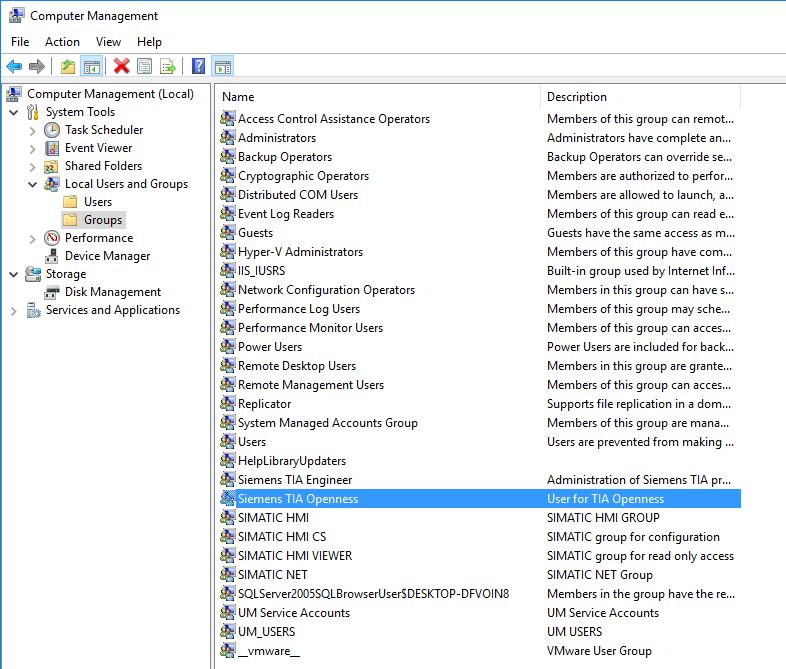 Computer Management
File Action View Help
Computer Management (Local)
System Tools
Task Scheduler
Event Viewer
Shared Folders
Local Users and Groups
Users
Groups
Performance
Device Manager
Storage
Disk Management
Services and Applications
Name Description
Access Control Assistance Operators Members of this group can remot...
Administrators Administrators have complete an...
Backup Operators Backup Operators can override se...
Cryptographic Operators Members are authorized to perfor...
Distributed COM Users Members are allowed to launch, a...
Event Log Readers Members of this group can read e...
Guests Guests have the same access as m...
Hyper-V Administrators Members of this group have com...
IIS_IUSRS Built-in group used by Internet Inf...
Network Configuration Operators Members in this group can have s...
Performance Log Users Members of this group may sche...
Performance Monitor Users Members of this group can acces...
Power Users Power Users are included for back...
Remote Desktop Users Members in this group are grante...
Remote Management Users Members of this group can acces...
Replicator Supports file replication in a dom...
System Managed Accounts Group Members of this group are mana...
Users Users are prevented from making ...
HelpLibraryUpdaters
Siemens TIA Engineer Administration of Siemens TIA pr...
Siemens TIA Openness User for TIA Openness
SIMATIC HMI SIMATIC HMI GROUP
SIMATIC HMI CS SIMATIC group for configuration
SIMATIC HMI VIEWER SIMATIC group for read only access
SIMATIC NET SIMATIC NET Group
SQLServer2005SQLBrowserUser$DESKTOP-DFVOIN8 Members in the group have the re...
UM Service Accounts UM Service Accounts
UM_USERS UM USERS
__vmware__ VMware User Group